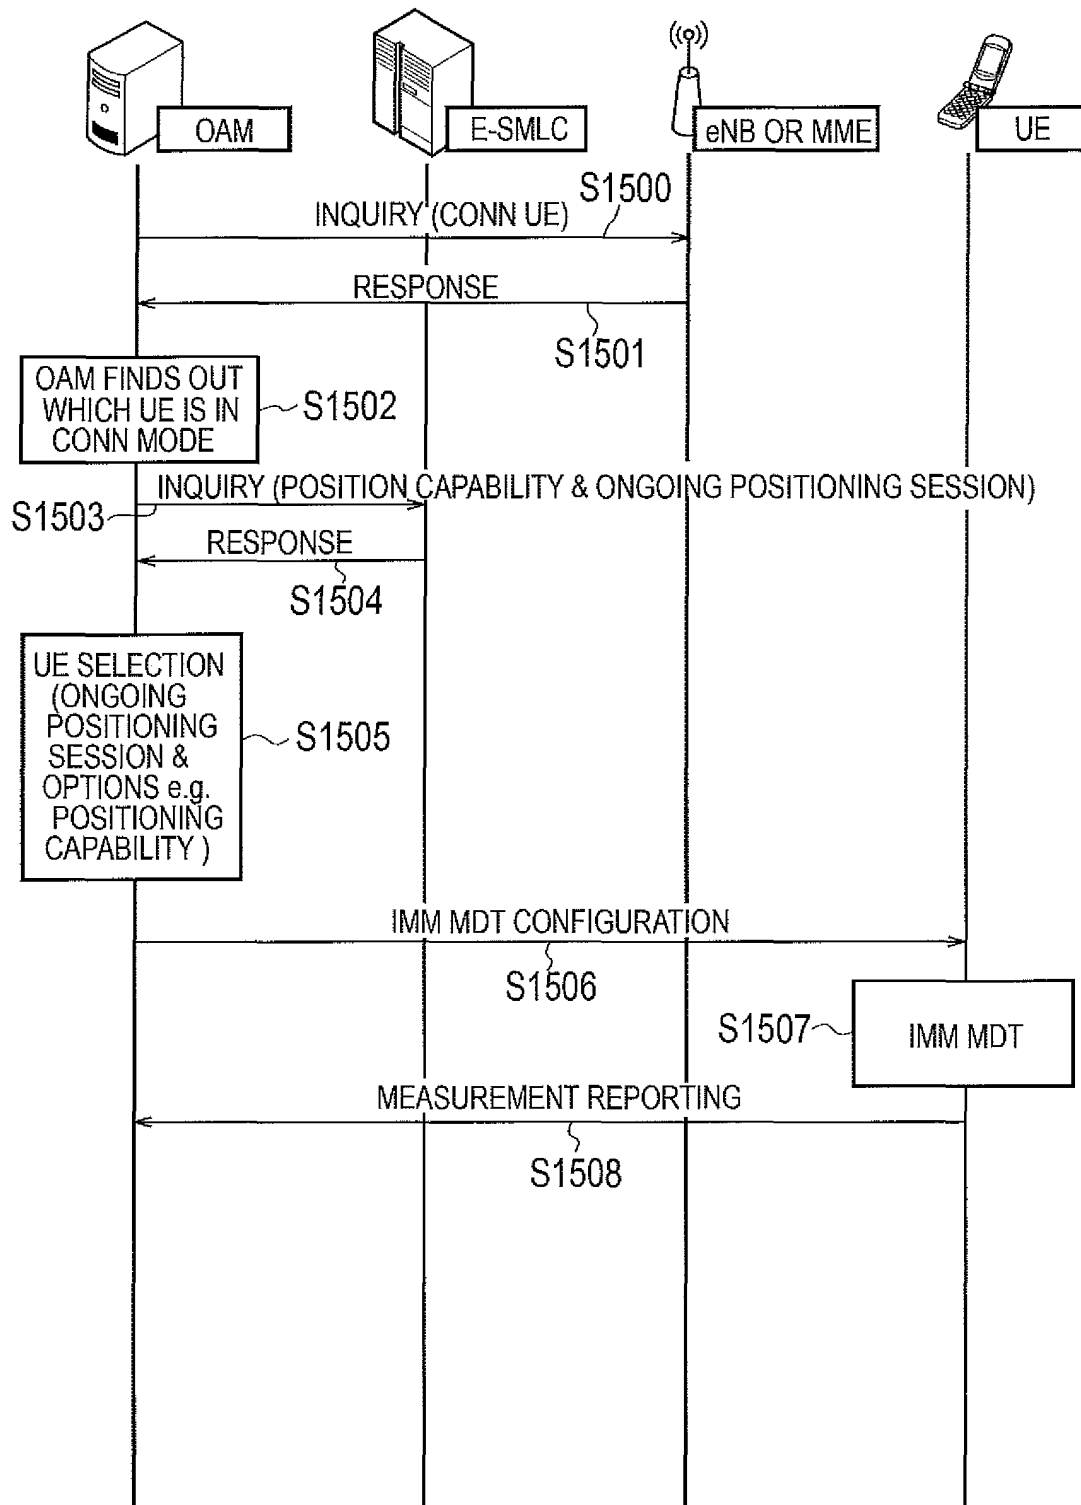 OAM
E-SMLC
eNB OR MME
UE
S1500
INQUIRY (CONN UE)
RESPONSE
S1501
OAM FINDS OUT
WHICH UE IS IN
CONN MODE
S1502
INQUIRY (POSITION CAPABILITY & ONGOING POSITIONING SESSION)
S1503
RESPONSE
S1504
UE SELECTION
(ONGOING
POSITIONING
SESSION &
OPTIONS e.g.
POSITIONING
CAPABILITY )
S1505
IMM MDT CONFIGURATION
S1506
S1507
IMM MDT
MEASUREMENT REPORTING
S1508